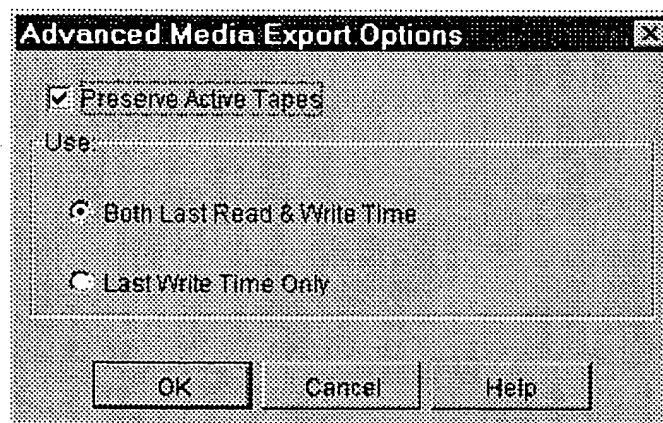 Advanced Media Export Options
Preserve Active Tapes
Use:
Both Last Read & Write Time
Last Write Time Only
OK Cancel Help